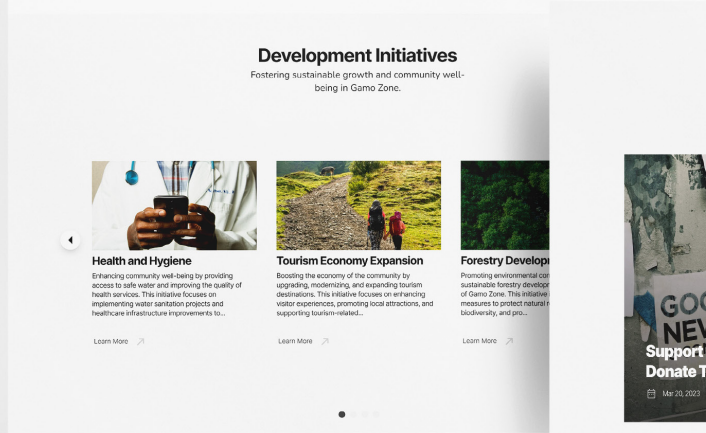 Development Initiatives
Fostering sustainable growth and community well-
being in Gamo Zone.
Health and Hygiene
Enhancing community well-being by providing
access to safe water and improving the quality of
health services. This initiative focuses on
implementing water sanitation projects and
healthcare infrastructure improvements to...
Learn More
Tourism Economy Expansion
Boosting the economy of the community by
upgrading, modernizing, and expanding tourism
destinations. This initiative focuses on enhancing
visitor experiences, promoting local attractions, and
supporting tourism-related...
Learn More
Forestry Develop
Promoting environmental con
sustainable forestry develop
of Gamo Zone. This initiative
measures to protect natural r
biodiversity, and pro...
Learn More
GOO
NEW
Support
Donate T
Mar 20, 2023